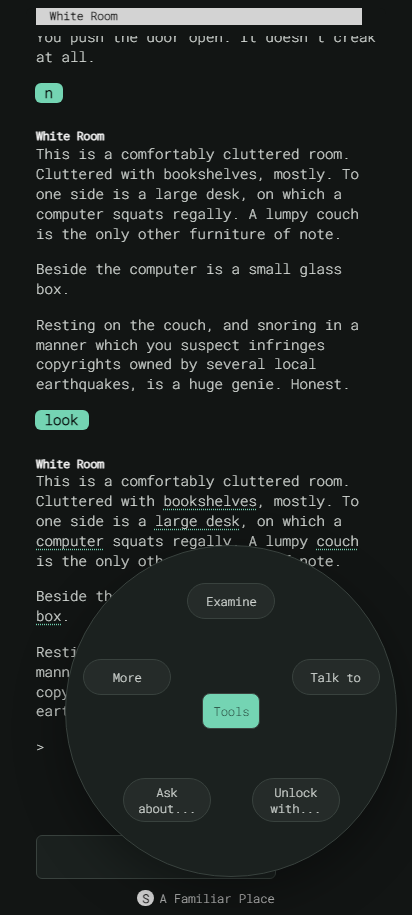 White Room
You push the door open. It doesn't creak
at all.
n
White Room
This is a comfortably cluttered room.
Cluttered with bookshelves, mostly. To
one side is a large desk, on which a
computer squats regally. A lumpy couch
is the only other furniture of note.
Beside the computer is a small glass
box.
Resting on the couch, and snoring in a
manner which you suspect infringes
copyrights owned by several local
earthquakes, is a huge genie. Honest.
look
White Room
This is a comfortably cluttered room.
Cluttered with bookshelves, mostly. To
one side is a large desk, on which a
computer squats regally. A lumpy couch
is the only oth note.
Beside th
box.
Resti
mann
copy
eart
>
Examine
More
Talk to
Tools
Ask
about...
Unlock
with...
S A Familiar Place